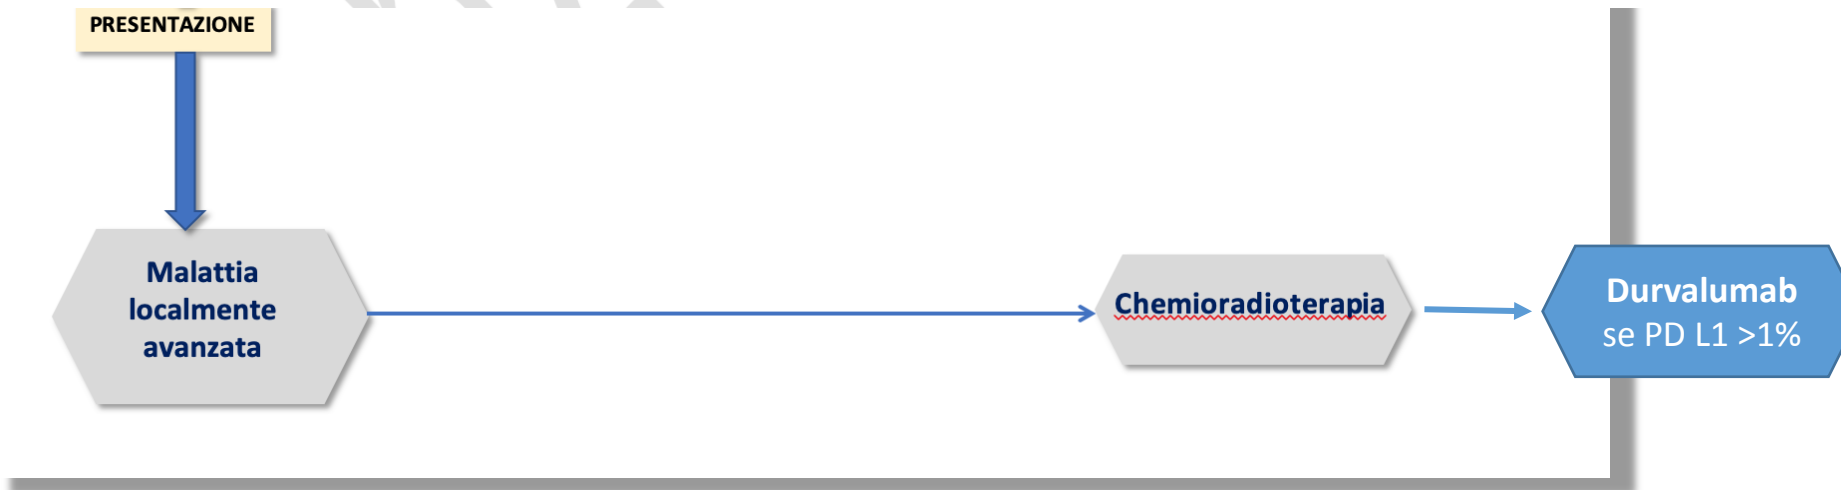 PRESENTAZIONE
Malattia
localmente
avanzata
Chemioradioterapia
Durvalumab
se PD L1 >1%